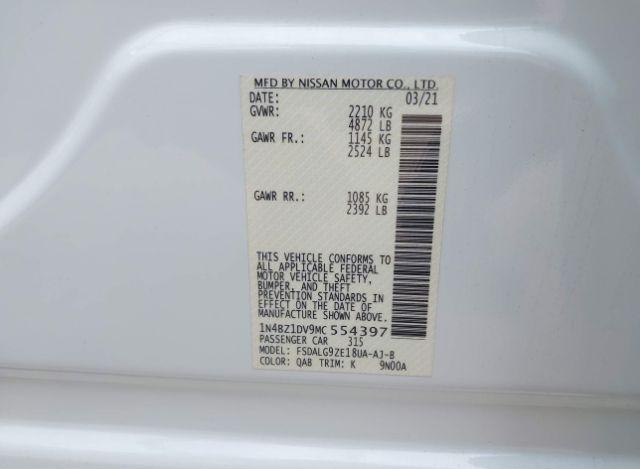 MFD BY NISSAN MOTOR CO., LTD.
DATE: 03/21
GVWR: 2210 KG
4872 LB
GAWR FR.: 1145 KG
2524 LB
GAWR RR.: 1085 KG
2392 LB
THIS VEHICLE CONFORMS TO
ALL APPLICABLE FEDERAL
MOTOR VEHICLE SAFETY,
BUMPER, AND THEFT
PREVENTION STANDARDS IN
EFFECT ON THE DATE OF
MANUFACTURE SHOWN ABOVE.
1N4BZ1DV9MC 554397
PASSENGER CAR 315
MODEL: FSDALG9ZE18UA-AJ-B
COLOR: QAB TRIM: K 9N00A